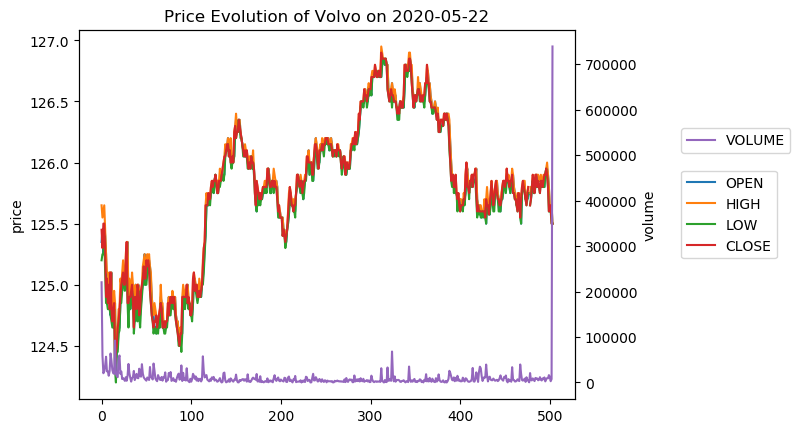 Price Evolution of Volvo on 2020-05-22
127.0
126.5
126.0
125.5
125.0
124.5
price
0
100
200
300
400
500
700000
600000
500000
400000
300000
200000
100000
0
volume
VOLUME
OPEN
HIGH
LOW
CLOSE